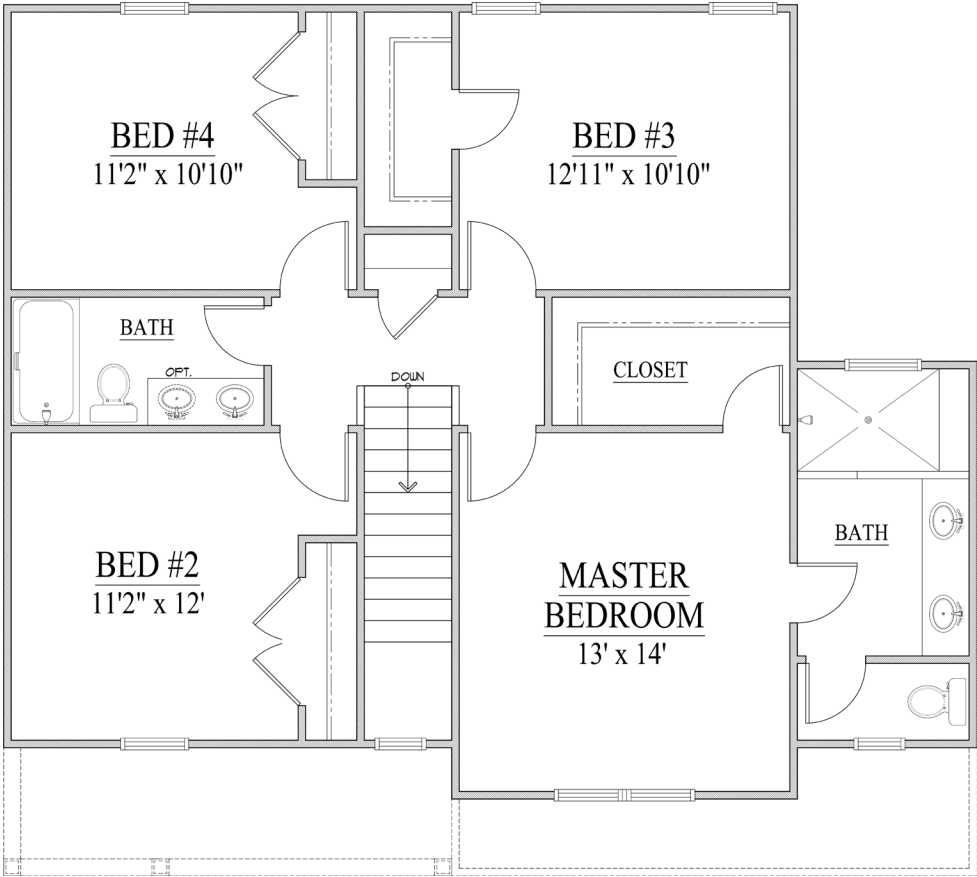 BED #4
11'2" x 10'10"
BED #3
12'11" x 10'10"
BATH
OPT.
DOWN
CLOSET
BED #2
11'2" x 12'
MASTER
BEDROOM
13' x 14'
BATH